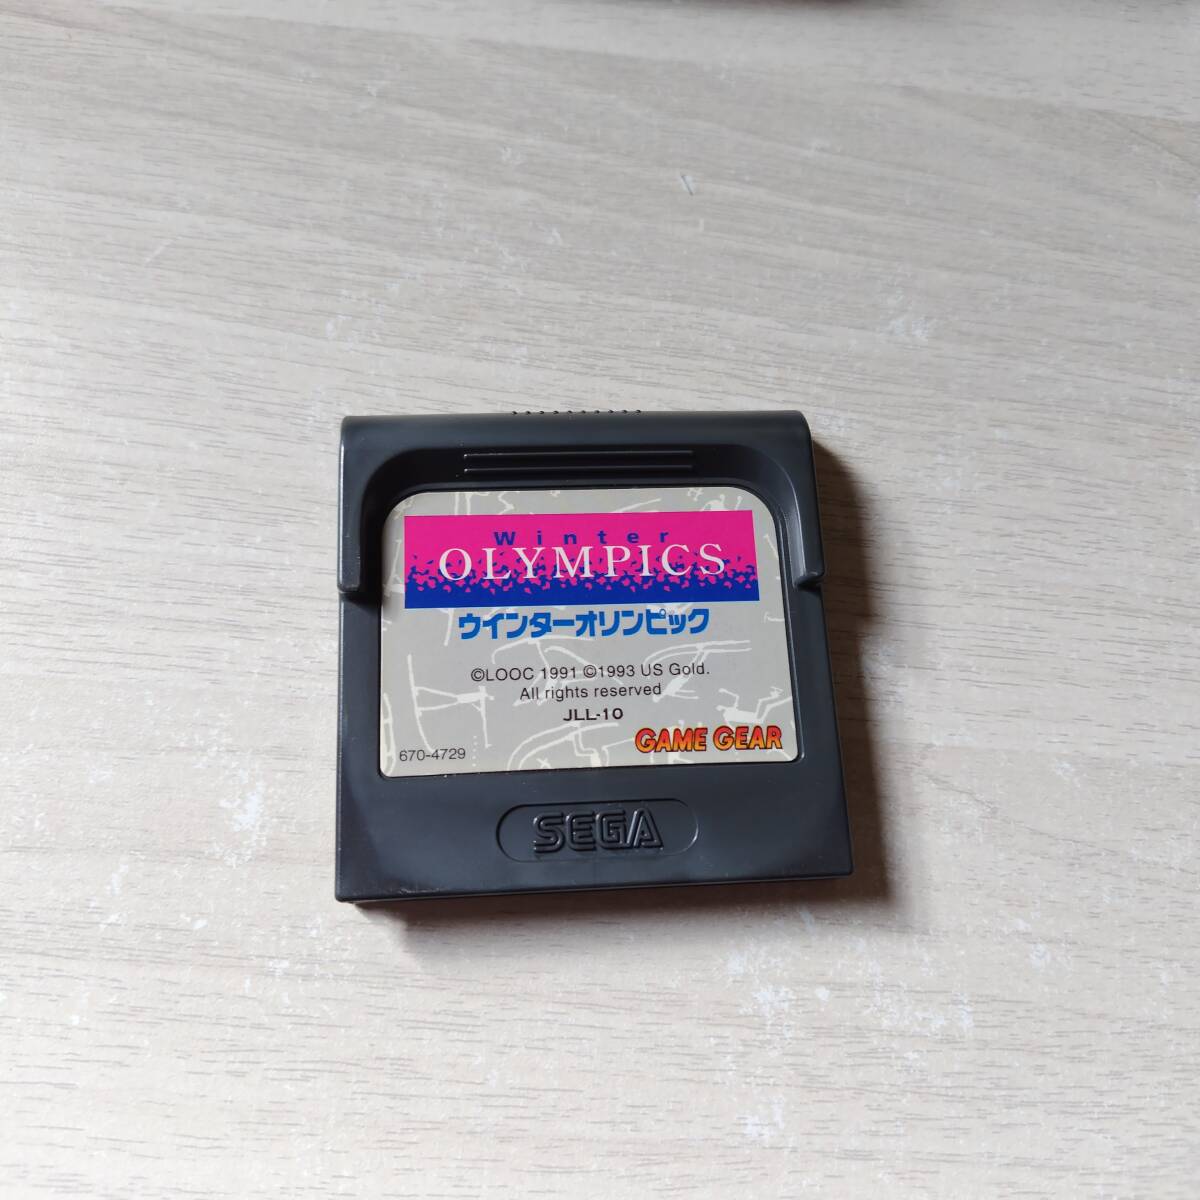 Winter
OLYMPICS
ウインターオリンピック
©LOOC 1991 ©1993 US Gold.
All rights reserved
JLL-10
GAME GEAR
670-4729
SEGA